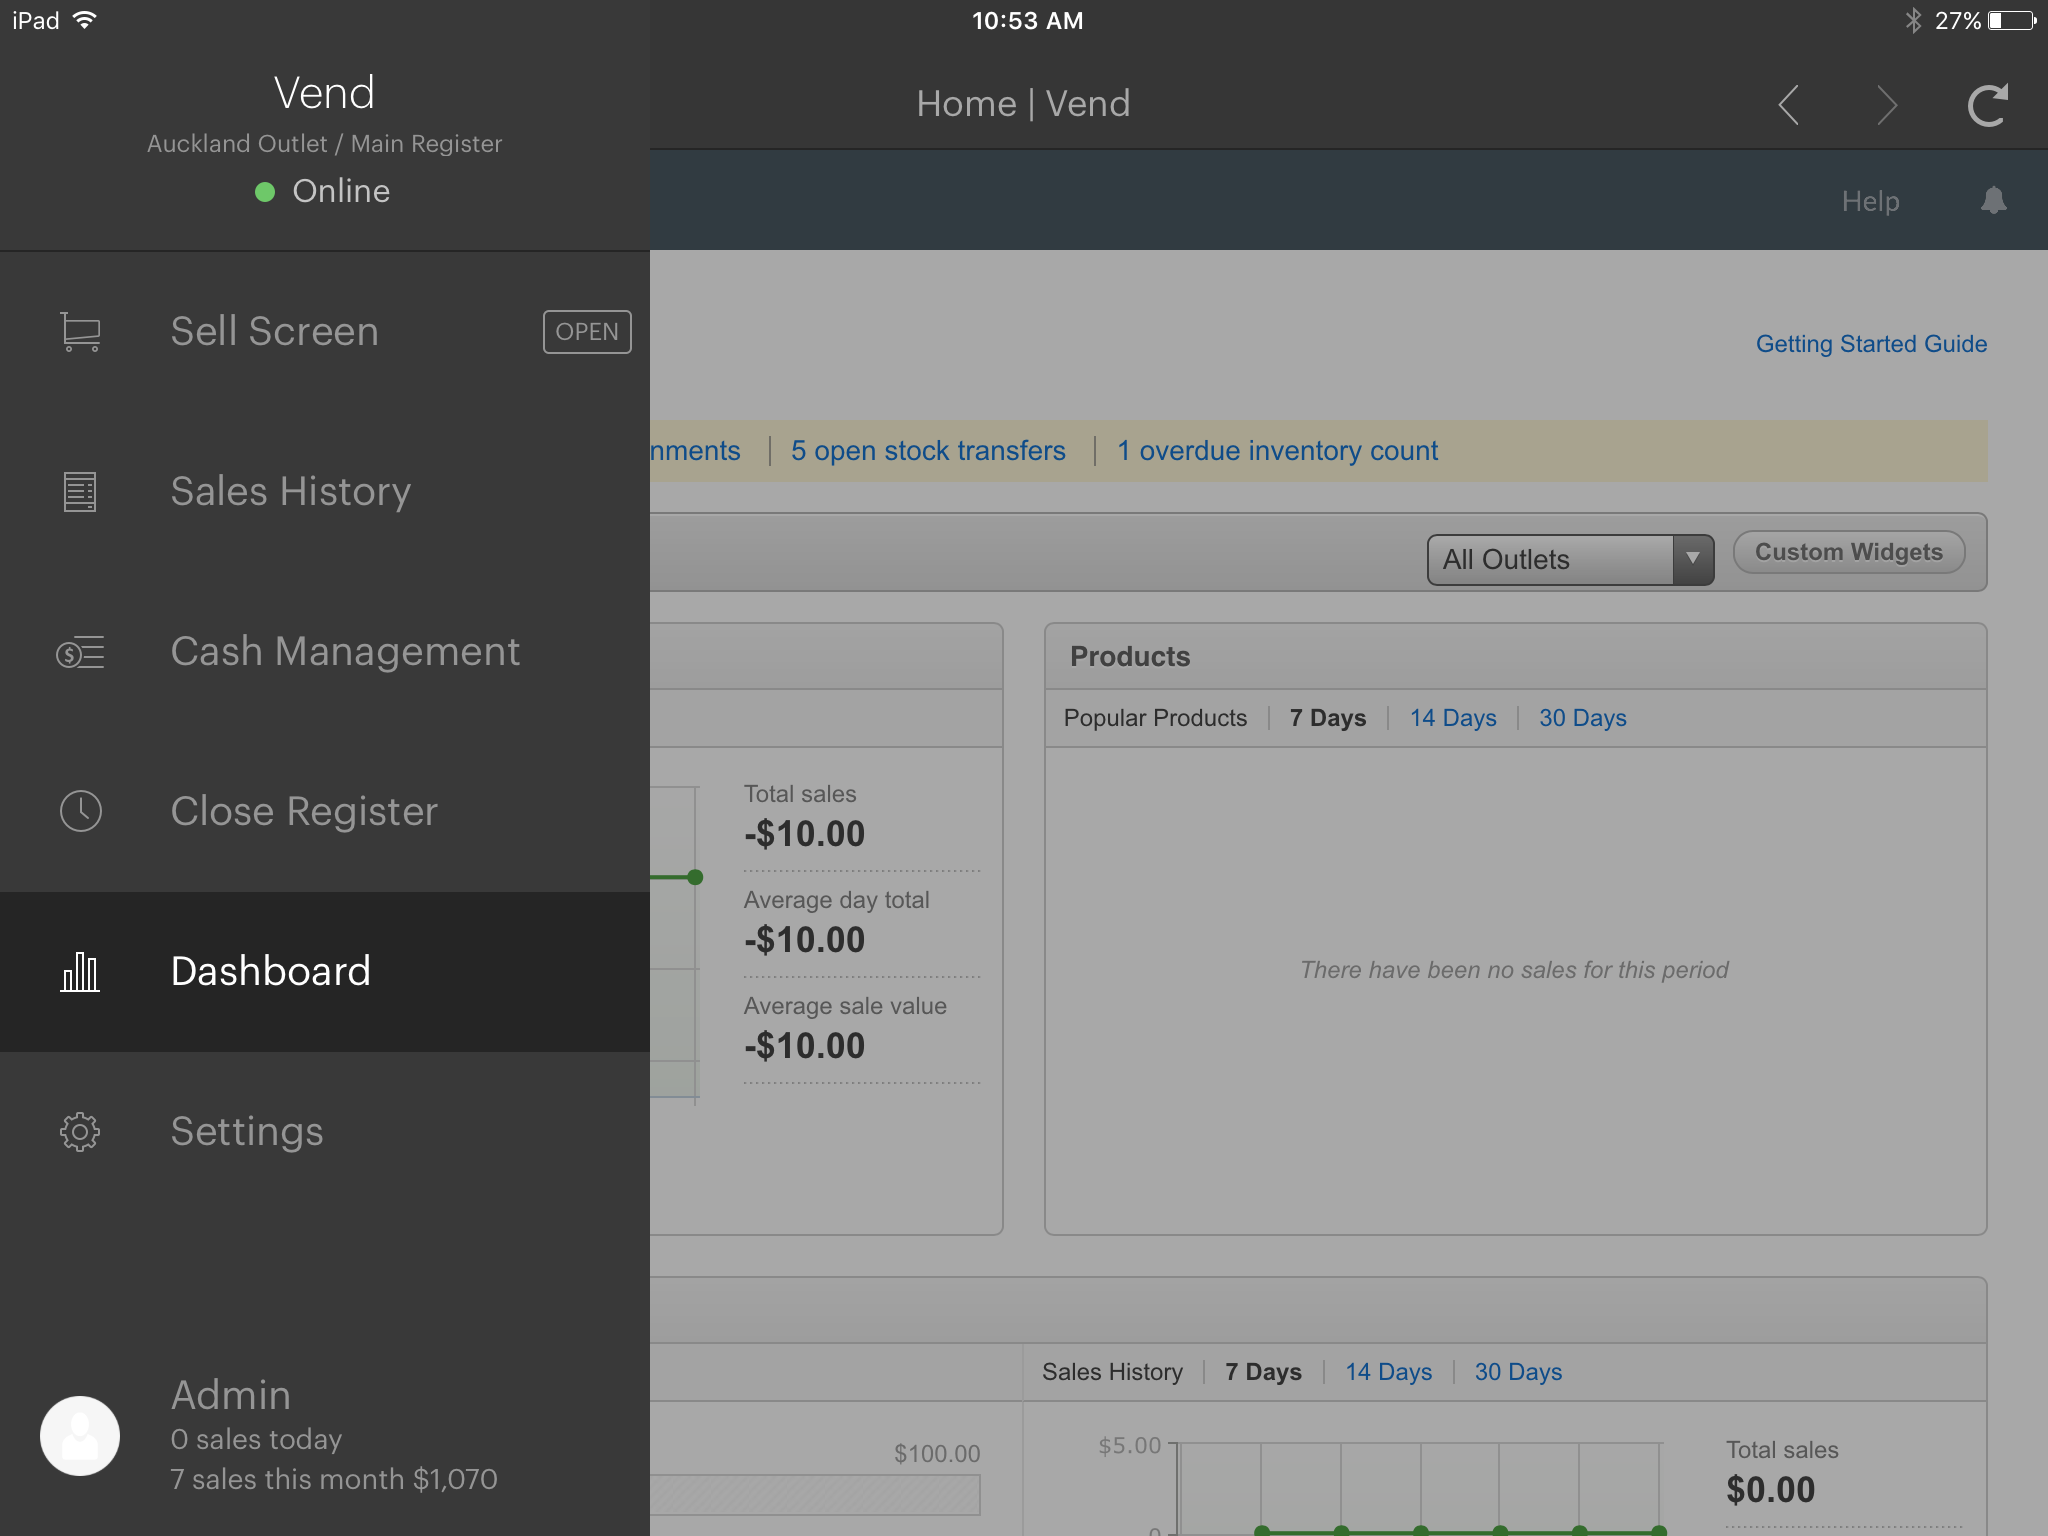 iPad 10:53 AM 27%
Vend
Auckland Outlet / Main Register
Online
Home | Vend
Help
Sell Screen OPEN
Sales History
Cash Management
Close Register
Dashboard
Settings
Admin
0 sales today
7 sales this month $1,070
Getting Started Guide
nments | 5 open stock transfers | 1 overdue inventory count
All Outlets Custom Widgets
Total sales
-$10.00
Average day total
-$10.00
Average sale value
-$10.00
Products
Popular Products | 7 Days | 14 Days | 30 Days
There have been no sales for this period
$100.00
Sales History | 7 Days | 14 Days | 30 Days
$5.00
0
Total sales
$0.00